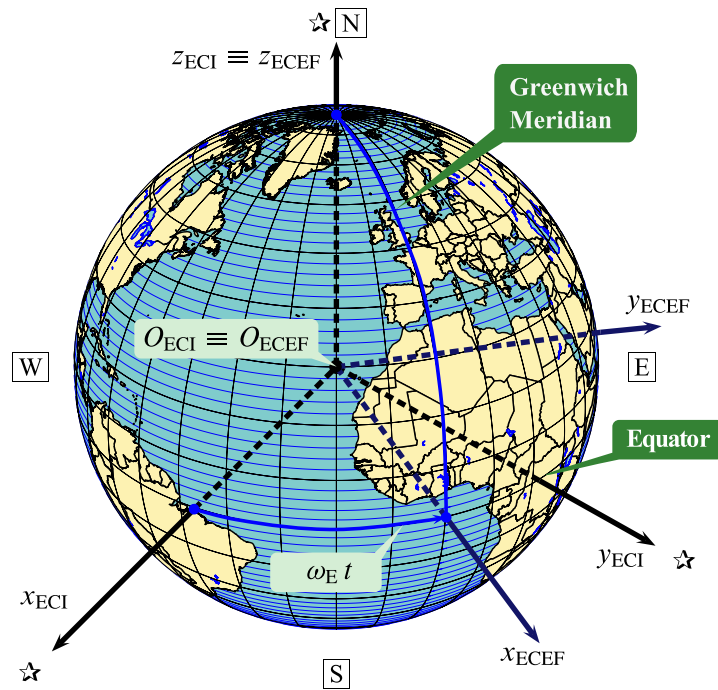 N
z_ECI ≡ z_ECEF
Greenwich
Meridian
y_ECEF
O_ECI ≡ O_ECEF
W
E
Equator
y_ECI
ω_E t
x_ECI
x_ECEF
S